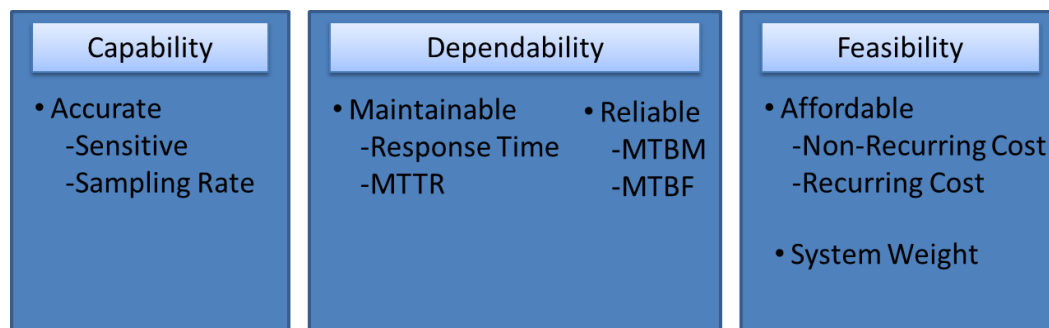 Capability
• Accurate
-Sensitive
-Sampling Rate
Dependability
• Maintainable
-Response Time
-MTTR
• Reliable
-MTBM
-MTBF
Feasibility
• Affordable
-Non-Recurring Cost
-Recurring Cost
• System Weight